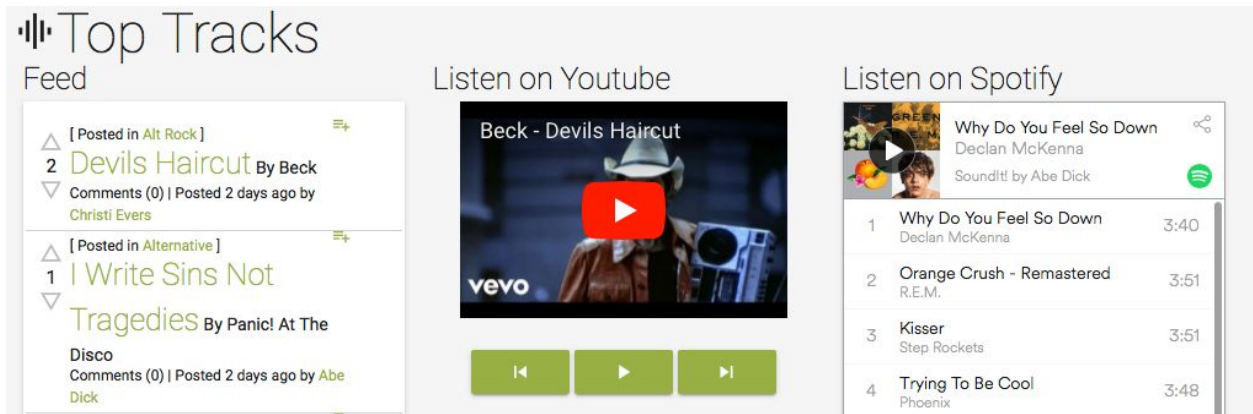 Top Tracks
Feed
[ Posted in Alt Rock ]
2
Devils Haircut By Beck
Comments (0) | Posted 2 days ago by
Christi Evers
[ Posted in Alternative ]
1
I Write Sins Not
Tragedies By Panic! At The
Disco
Comments (0) | Posted 2 days ago by Abe
Dick
Listen on Youtube
Beck - Devils Haircut
vevo
Listen on Spotify
GREEN
Why Do You Feel So Down
Declan McKenna
SoundIt! by Abe Dick
1 Why Do You Feel So Down 3:40
Declan McKenna
2 Orange Crush - Remastered 3:51
R.E.M.
3 Kisser 3:51
Step Rockets
4 Trying To Be Cool 3:48
Phoenix